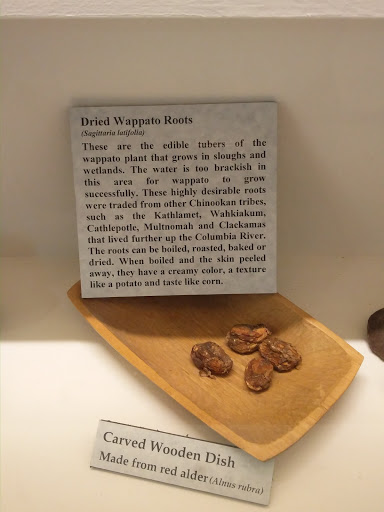 Dried Wappato Roots
(Sagittaria latifolia)
These are the edible tubers of the
wappato plant that grows in sloughs and
wetlands. The water is too brackish in
this area for wappato to grow
successfully. These highly desirable roots
were traded from other Chinookan tribes,
such as the Kathlamet, Wahkiakum,
Cathlepotle, Multnomah and Clackamas
that lived further up the Columbia River.
The roots can be boiled, roasted, baked or
dried. When boiled and the skin peeled
away, they have a creamy color, a texture
like a potato and taste like corn.
Carved Wooden Dish
Made from red alder (Alnus rubra)